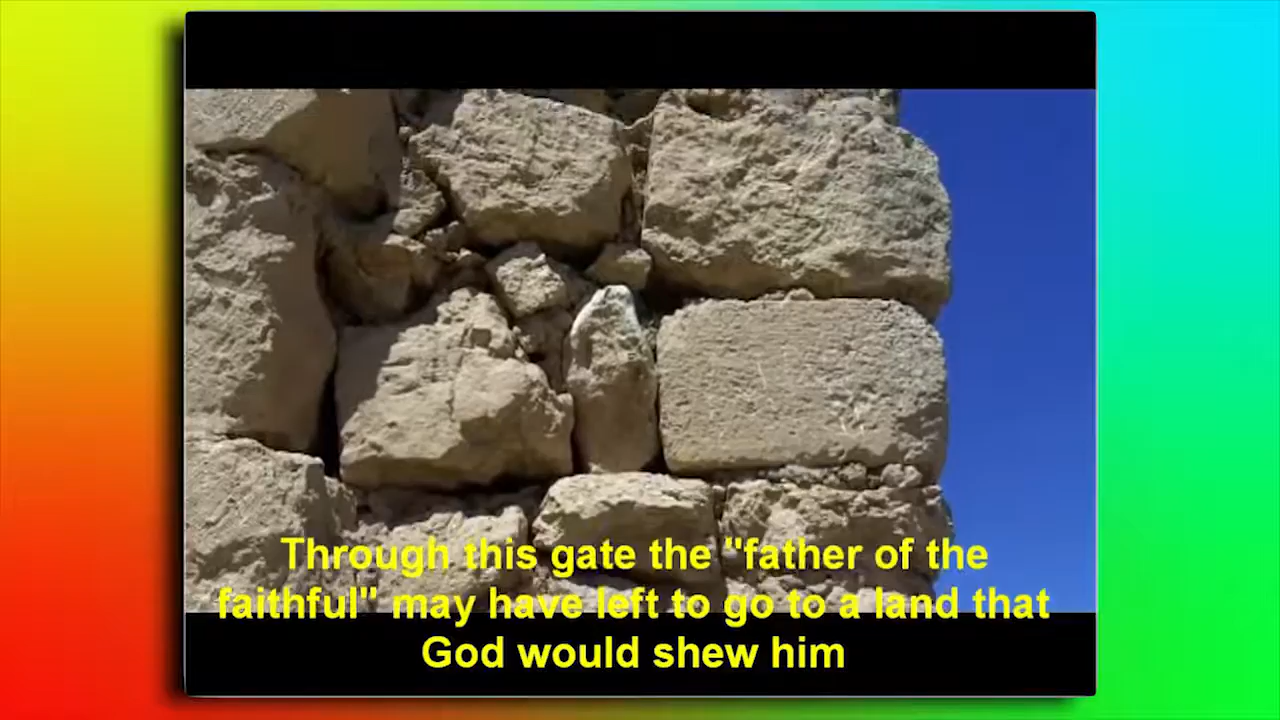 Through this gate the "father of the
faithful" may have left to go to a land that
God would shew him